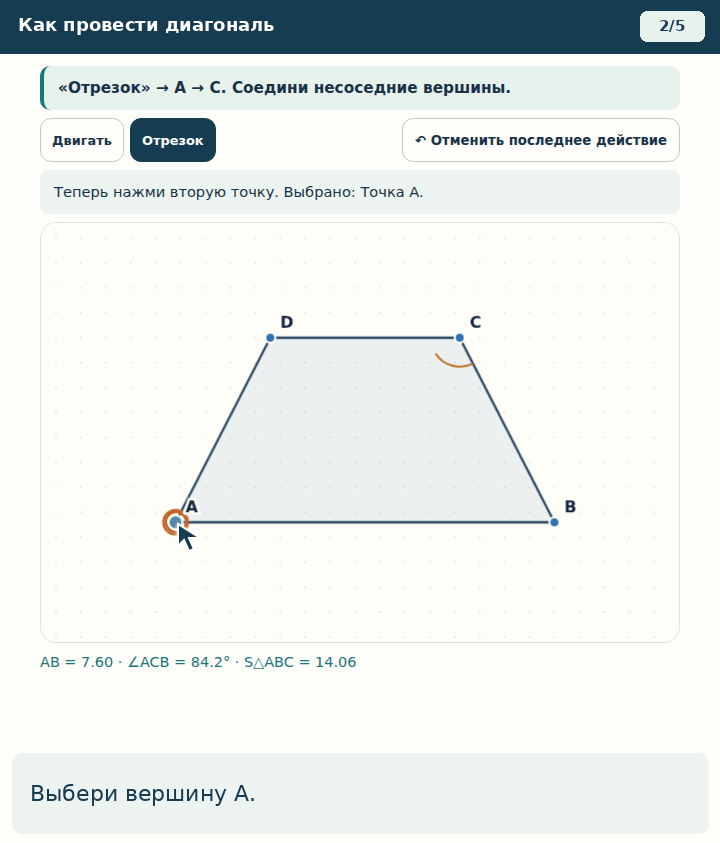 Как провести диагональ
2/5
«Отрезок» → A → C. Соедини несоседние вершины.
Двигать
Отрезок
↶ Отменить последнее действие
Теперь нажми вторую точку. Выбрано: Точка A.
D
C
A
B
AB = 7.60 · ∠ACB = 84.2° · S△ABC = 14.06
Выбери вершину A.